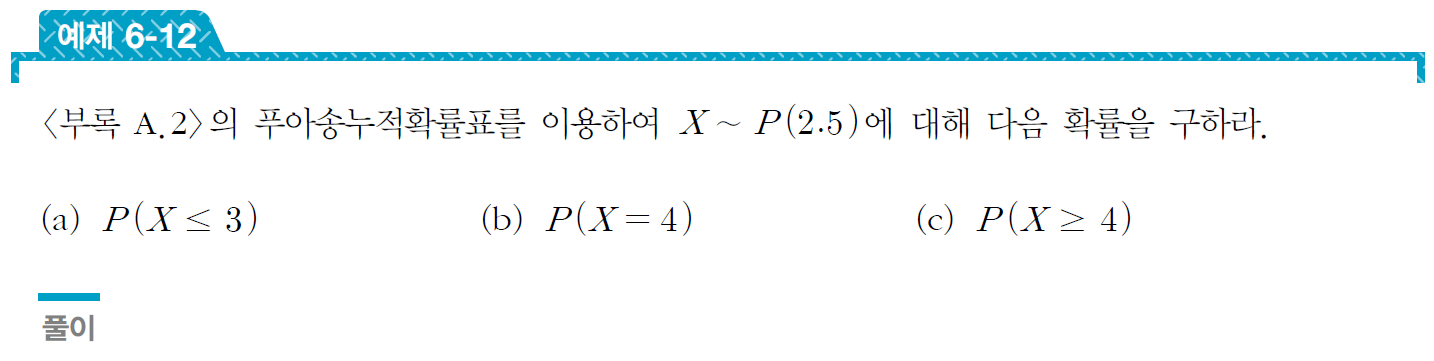 예제 6-12
〈부록 A.2〉의 푸아송누적확률표를 이용하여 X ~ P(2.5)에 대해 다음 확률을 구하라.
(a) P(X ≤ 3) (b) P(X = 4) (c) P(X ≥ 4)
풀이